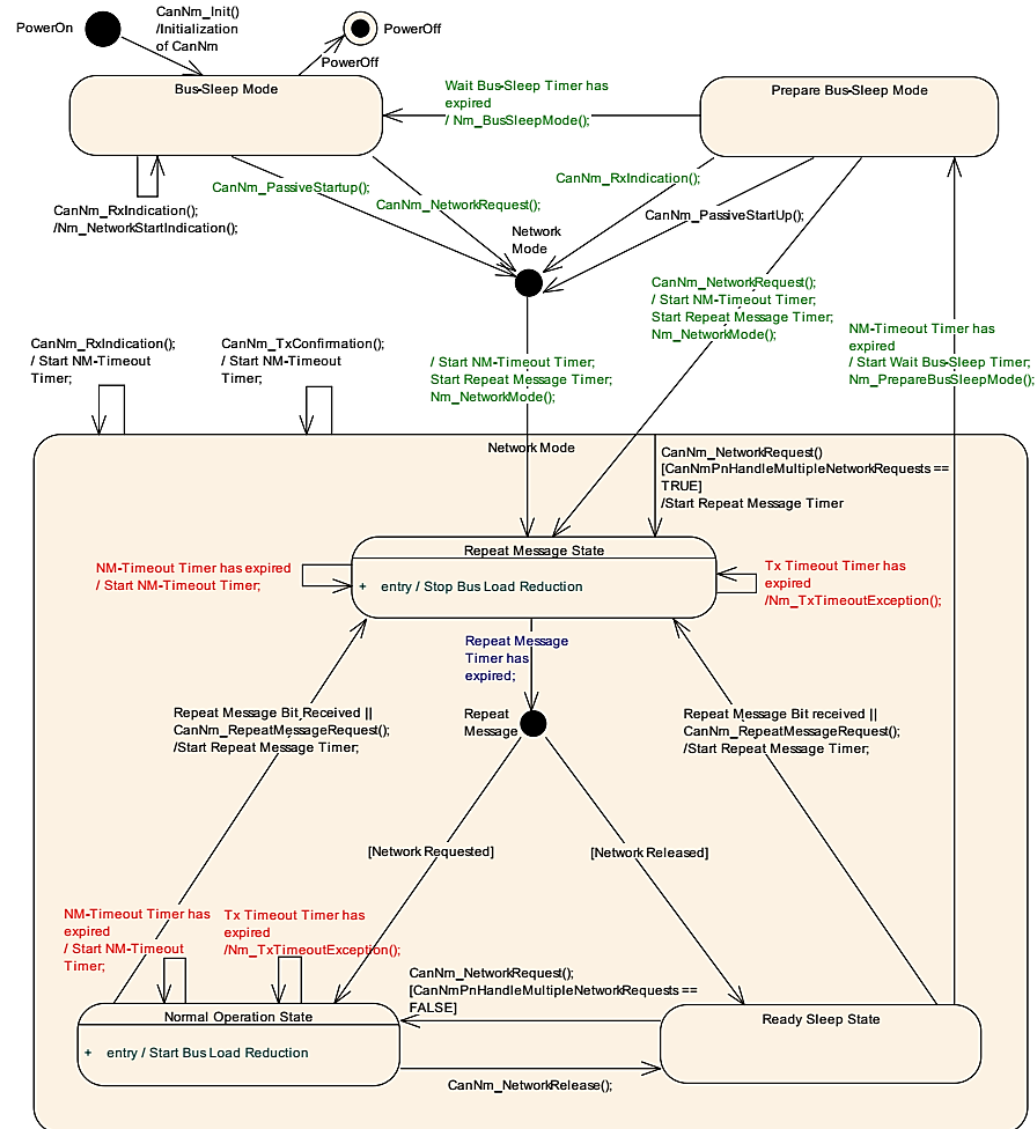 PowerOn
CanNm_Init()
/Initialization
of CanNm
PowerOff
PowerOff
Bus-Sleep Mode
Wait Bus-Sleep Timer has
expired
/ Nm_BusSleepMode();
Prepare Bus-Sleep Mode
CanNm_RxIndication();
/Nm_NetworkStartIndication();
CanNm_PassiveStartup();
CanNm_NetworkRequest();
CanNm_RxIndication();
CanNm_PassiveStartUp();
Network
Mode
CanNm_NetworkRequest();
/ Start NM-Timeout Timer;
Start Repeat Message Timer;
Nm_NetworkMode();
NM-Timeout Timer has
expired
/ Start Wait Bus-Sleep Timer;
Nm_PrepareBusSleepMode();
CanNm_RxIndication();
/ Start NM-Timeout
Timer;
CanNm_TxConfirmation();
/ Start NM-Timeout
Timer;
/ Start NM-Timeout Timer;
Start Repeat Message Timer;
Nm_NetworkMode();
Network Mode
CanNm_NetworkRequest()
[CanNmPnHandleMultipleNetworkRequests ==
TRUE]
/Start Repeat Message Timer
Repeat Message State
+ entry / Stop Bus Load Reduction
NM-Timeout Timer has expired
/ Start NM-Timeout Timer;
Tx Timeout Timer has
expired
/Nm_TxTimeoutException();
Repeat Message
Timer has
expired;
Repeat
Message
Repeat Message Bit Received ||
CanNm_RepeatMessageRequest();
/Start Repeat Message Timer;
Repeat Message Bit received ||
CanNm_RepeatMessageRequest();
/Start Repeat Message Timer;
[Network Requested]
[Network Released]
NM-Timeout Timer has
expired
/ Start NM-Timeout
Timer;
Tx Timeout Timer has
expired
/Nm_TxTimeoutException();
CanNm_NetworkRequest();
[CanNmPnHandleMultipleNetworkRequests ==
FALSE]
Normal Operation State
+ entry / Start Bus Load Reduction
Ready Sleep State
CanNm_NetworkRelease();